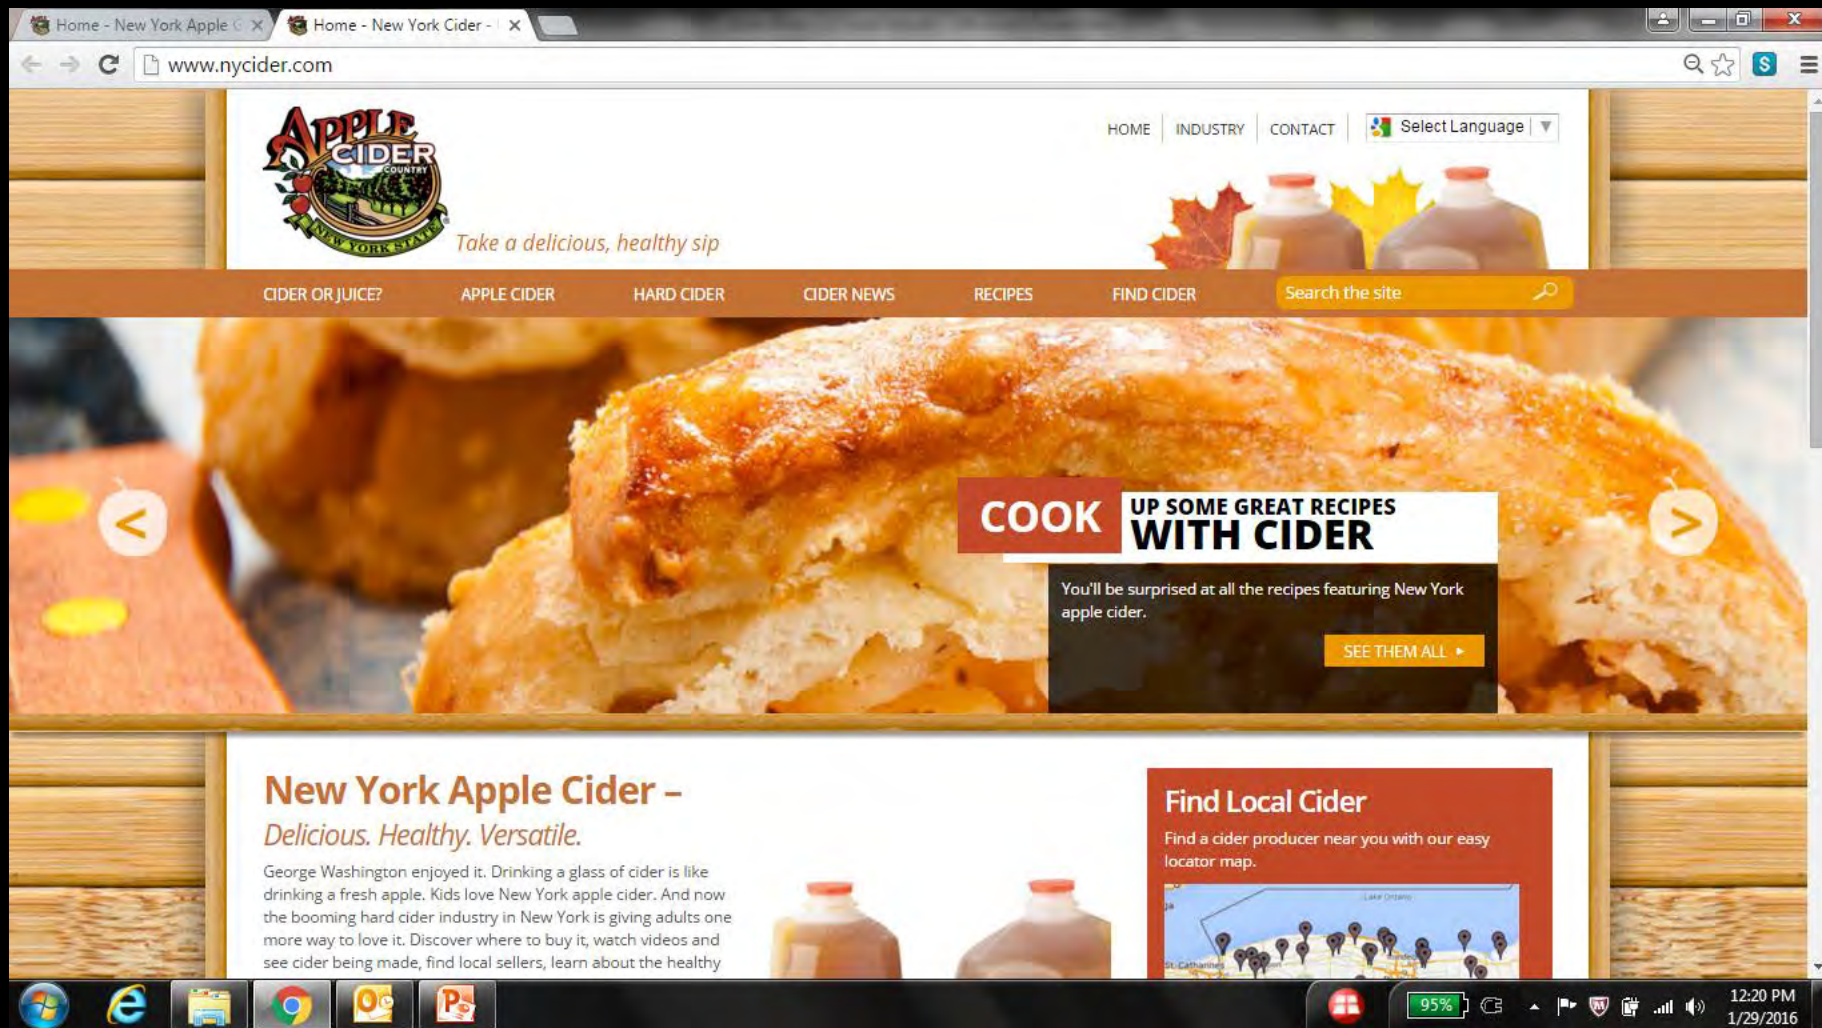 Home - New York Apple
Home - New York Cider -
www.nycider.com
APPLE
CIDER
COUNTRY
NEW YORK STATE
Take a delicious, healthy sip
HOME
INDUSTRY
CONTACT
Select Language
CIDER OR JUICE?
APPLE CIDER
HARD CIDER
CIDER NEWS
RECIPES
FIND CIDER
Search the site
COOK
UP SOME GREAT RECIPES
WITH CIDER
You'll be surprised at all the recipes featuring New York
apple cider.
SEE THEM ALL
<
>
New York Apple Cider –
Delicious. Healthy. Versatile.
George Washington enjoyed it. Drinking a glass of cider is like
drinking a fresh apple. Kids love New York apple cider. And now
the booming hard cider industry in New York is giving adults one
more way to love it. Discover where to buy it, watch videos and
see cider being made, find local sellers, learn about the healthy
Find Local Cider
Find a cider producer near you with our easy
locator map.
Lake Ontario
St. Catharines
95%
12:20 PM
1/29/2016